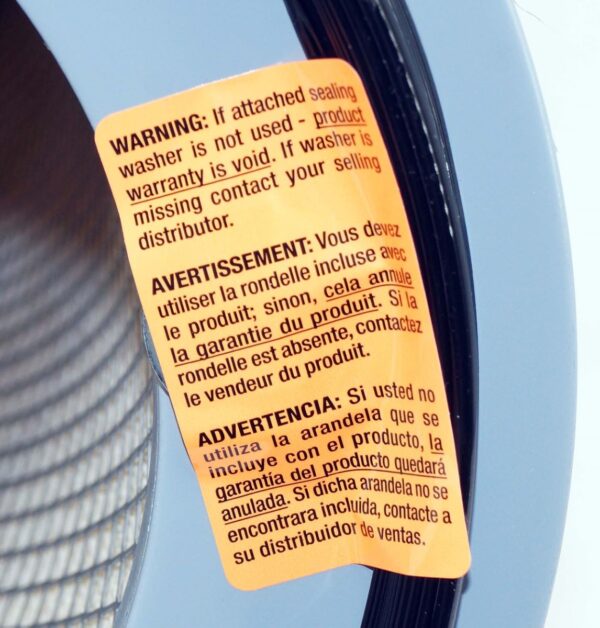 WARNING: If attached sealing
washer is not used - product
warranty is void. If washer is
missing contact your selling
distributor.
AVERTISSEMENT: Vous devez
utiliser la rondelle incluse avec
le produit; sinon, cela annule
la garantie du produit. Si la
rondelle est absente, contactez
le vendeur du produit.
ADVERTENCIA: Si usted no
utiliza la arandela que se
incluye con el producto, la
garantia del producto quedará
anulada. Si dicha arandela no se
encontrara incluida, contacte a
su distribuidor de ventas.